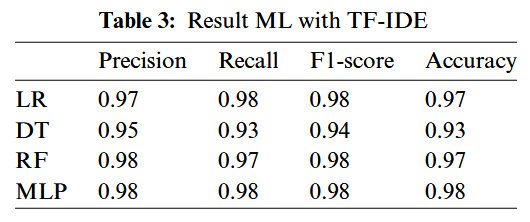 Table 3: Result ML with TF-IDE
Precision Recall F1-score Accuracy
LR 0.97 0.98 0.98 0.97
DT 0.95 0.93 0.94 0.93
RF 0.98 0.97 0.98 0.97
MLP 0.98 0.98 0.98 0.98